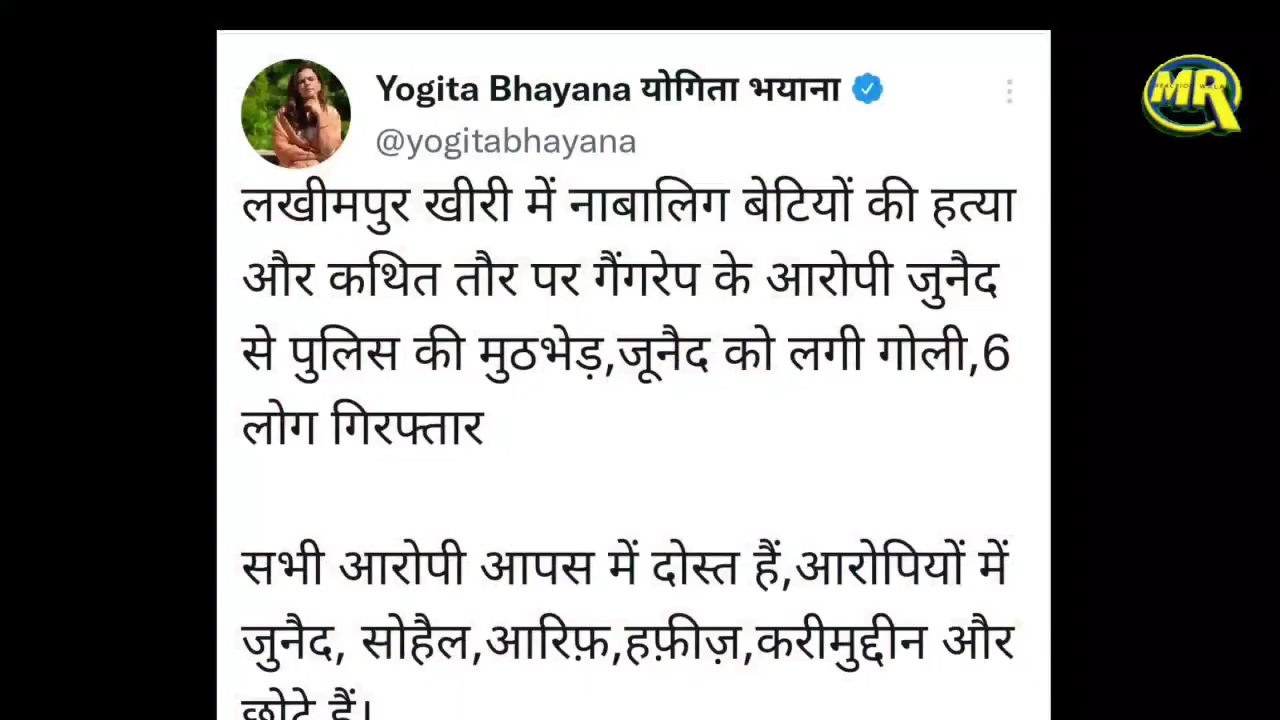 Yogita Bhayana योगिता भयाना
@yogitabhayana
लखीमपुर खीरी में नाबालिग बेटियों की हत्या
और कथित तौर पर गैंगरेप के आरोपी जुनैद
से पुलिस की मुठभेड़,जूनैद को लगी गोली,6
लोग गिरफ्तार
सभी आरोपी आपस में दोस्त हैं,आरोपियों में
जुनैद, सोहैल,आरिफ़,हफ़ीज़,करीमुद्दीन और
छोटे हैं।
MR